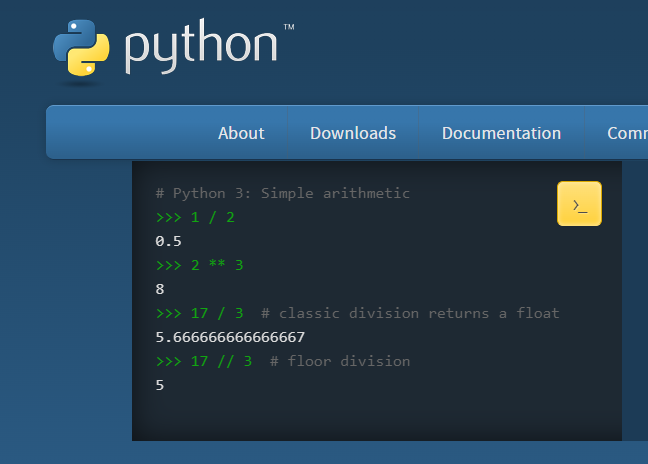 python™
About Downloads Documentation
# Python 3: Simple arithmetic
>_
>>> 1 / 2
0.5
>>> 2 ** 3
8
>>> 17 / 3  # classic division returns a float
5.666666666666667
>>> 17 // 3  # floor division
5